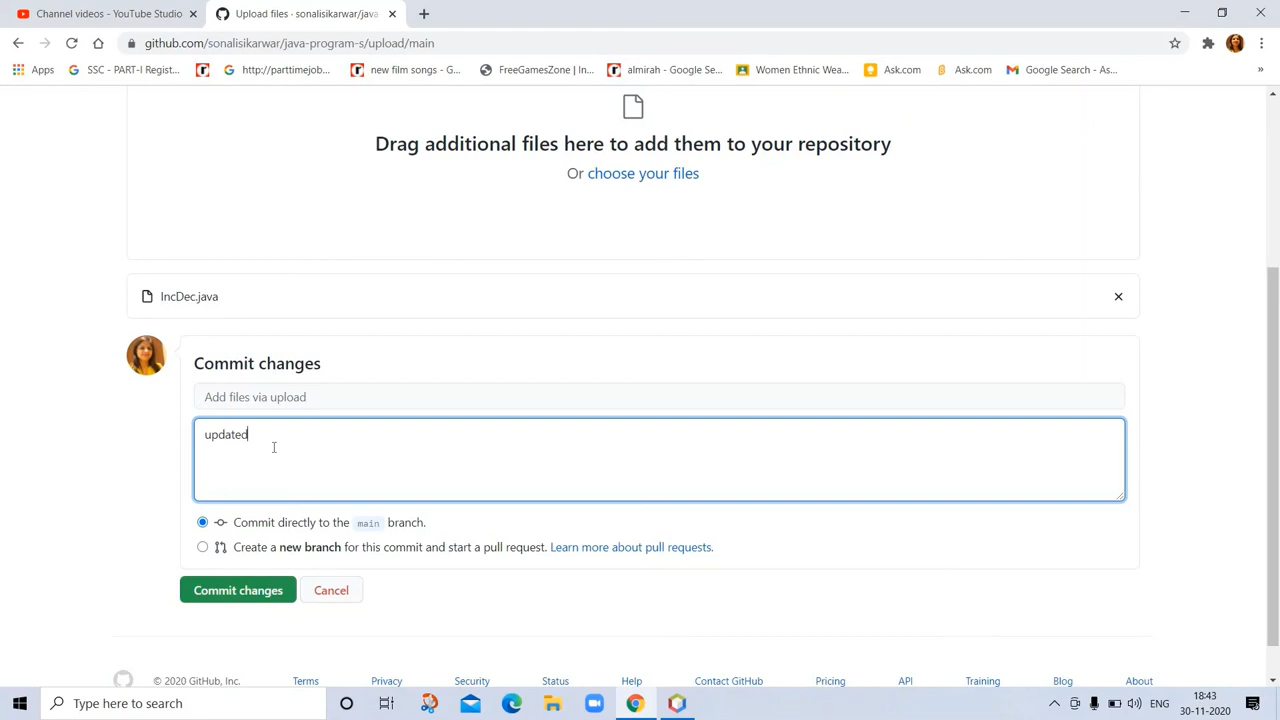 Channel videos - YouTube Studio
Upload files · sonalisikarwar/java
github.com/sonalisikarwar/java-program-s/upload/main
Apps
SSC - PART-I Regist...
http://parttimejob...
new film songs - G...
FreeGamesZone | In...
almirah - Google Se...
Women Ethnic Wea...
Ask.com
Ask.com
Google Search - As...
»
Drag additional files here to add them to your repository
Or choose your files
IncDec.java
Commit changes
Add files via upload
updated
Commit directly to the main branch.
Create a new branch for this commit and start a pull request. Learn more about pull requests.
Commit changes
Cancel
© 2020 GitHub, Inc.
Terms
Privacy
Security
Status
Help
Contact GitHub
Pricing
API
Training
Blog
About
Type here to search
ENG
18:43
30-11-2020